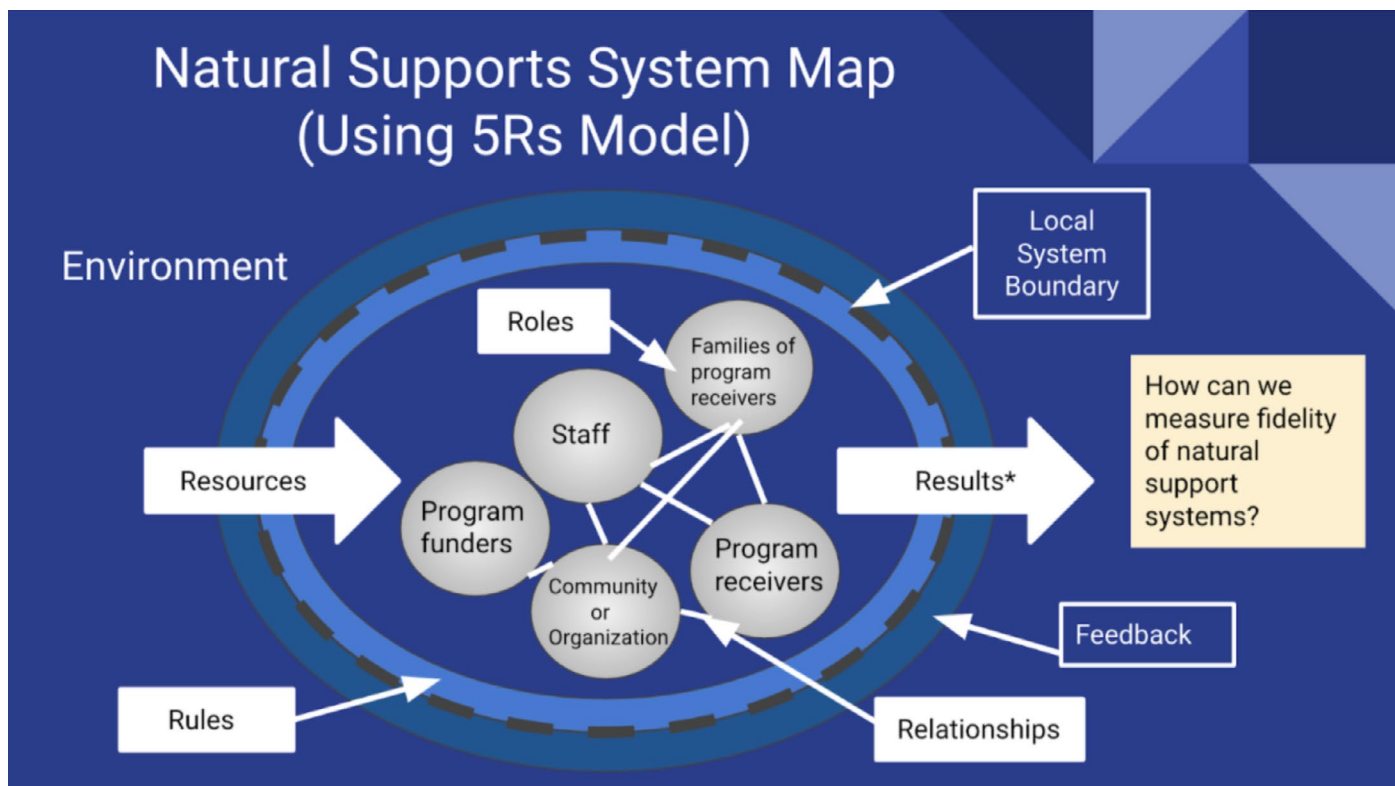 Natural Supports System Map
(Using 5Rs Model)
Environment
Local
System
Boundary
Roles
Families of
program
receivers
Staff
How can we
measure fidelity
of natural
support
systems?
Resources
Results*
Program
funders
Program
receivers
Community
or
Organization
Feedback
Rules
Relationships